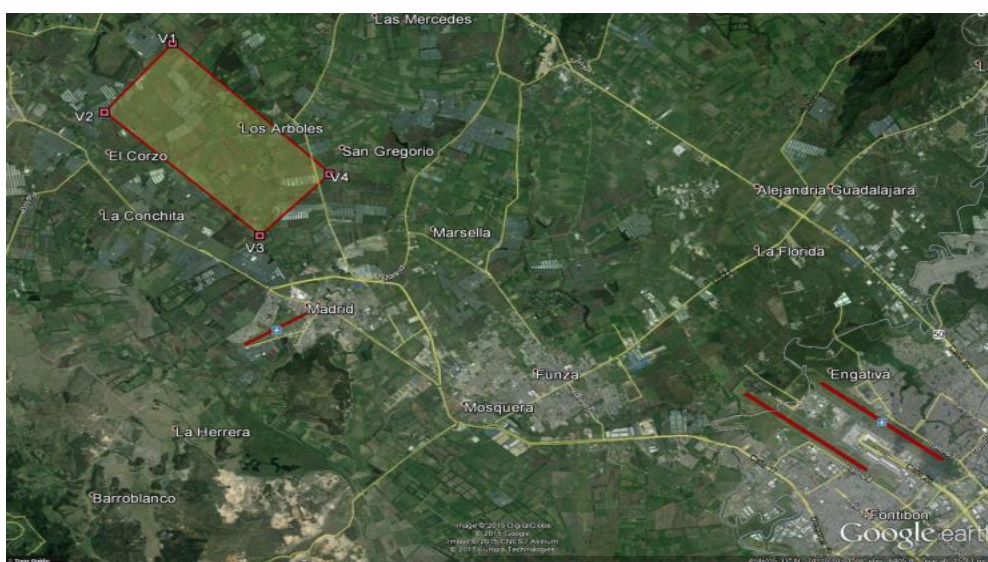 Las Mercedes
V1
V2
Los Arboles
San Gregorio
El Corzo
V4
La Conchita
V3
Marsella
Alejandria
Guadalajara
La Florida
Madrid
50
Engativa
Funza
Mosquera
La Herrera
Barroblanco
Fontibon
Image © 2015 DigitalGlobe
© 2015 Google
Image © 2015 CNES / Astrium
© 2015 Europa Technologies
Google earth